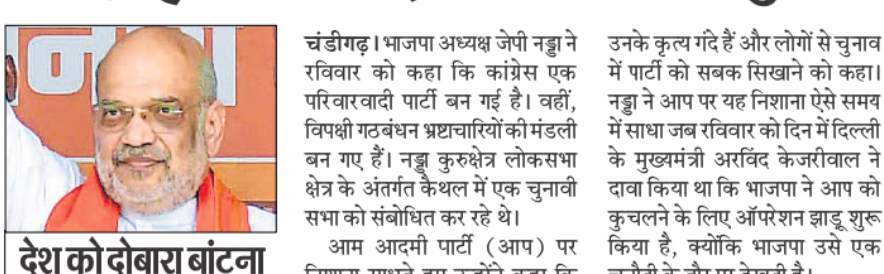 देश को दोबारा बांटना
चंडीगढ़। भाजपा अध्यक्ष जेपी नड्डा ने
रविवार को कहा कि कांग्रेस एक
परिवारवादी पार्टी बन गई है। वहीं,
विपक्षी गठबंधन भ्रष्टाचारियों की मंडली
बन गए हैं। नड्डा कुरुक्षेत्र लोकसभा
क्षेत्र के अंतर्गत कैथल में एक चुनावी
सभा को संबोधित कर रहे थे।
आम आदमी पार्टी (आप) पर
उनके कृत्य गंदे हैं और लोगों से चुनाव
में पार्टी को सबक सिखाने को कहा।
नड्डा ने आप पर यह निशाना ऐसे समय
में साधा जब रविवार को दिन में दिल्ली
के मुख्यमंत्री अरविंद केजरीवाल ने
दावा किया था कि भाजपा ने आप को
कुचलने के लिए ऑपरेशन झाड़ू शुरू
किया है, क्योंकि भाजपा उसे एक